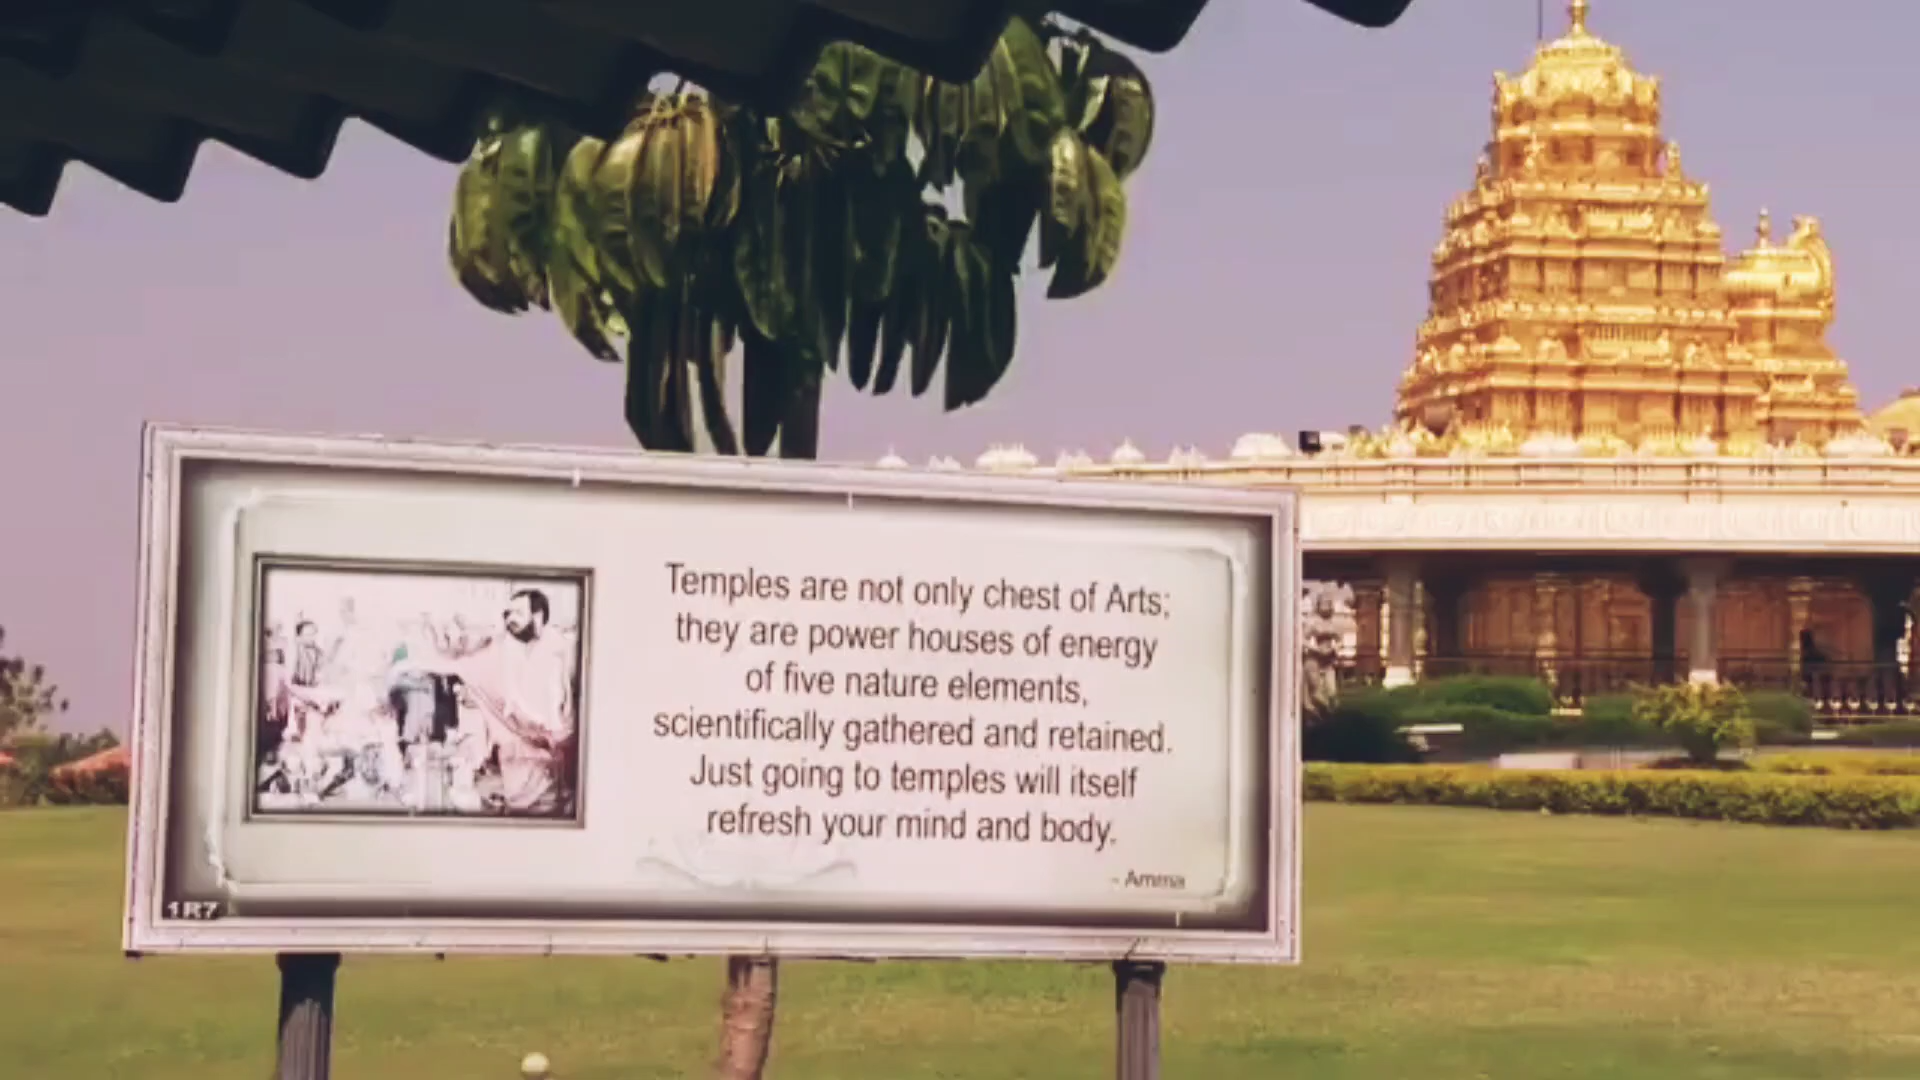 Temples are not only chest of Arts;
they are power houses of energy
of five nature elements,
scientifically gathered and retained.
Just going to temples will itself
refresh your mind and body.
- Amma
1R7